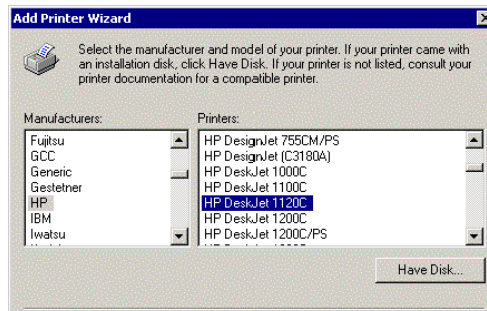 Add Printer Wizard
Select the manufacturer and model of your printer. If your printer came with
an installation disk, click Have Disk. If your printer is not listed, consult your
printer documentation for a compatible printer.
Manufacturers:
Fujitsu
GCC
Generic
Gestetner
HP
IBM
Iwatsu
Printers:
HP DesignJet 755CM/PS
HP DesignJet (C3180A)
HP DeskJet 1000C
HP DeskJet 1100C
HP DeskJet 1120C
HP DeskJet 1200C
HP DeskJet 1200C/PS
Have Disk...